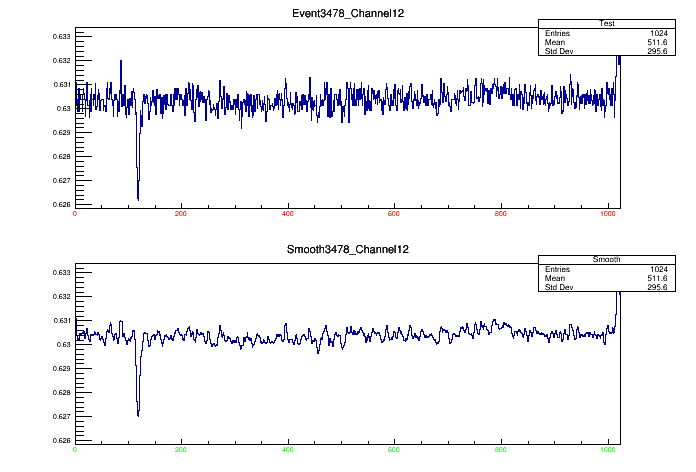 Event3478_Channel12
Test
Entries 1024
Mean 511.6
Std Dev 295.6
0.633
0.632
0.631
0.63
0.629
0.628
0.627
0.626
0 200 400 600 800 1000
Smooth3478_Channel12
Smooth
Entries 1024
Mean 511.6
Std Dev 295.6
0.633
0.632
0.631
0.63
0.629
0.628
0.627
0.626
0 200 400 600 800 1000